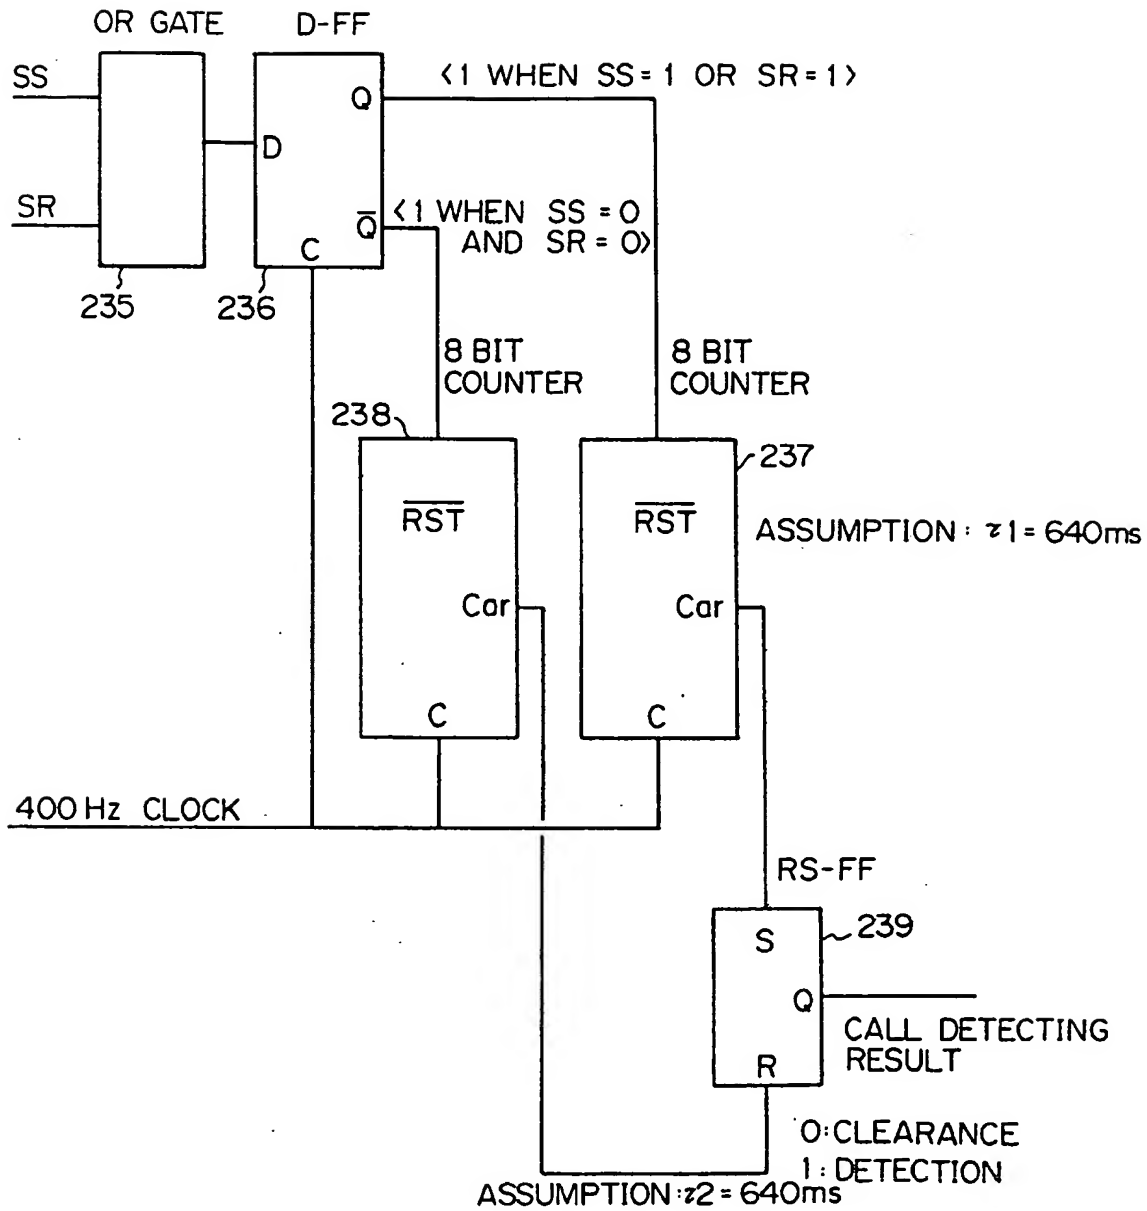 OR GATE
D-FF
SS
SR
D
Q
Q̅
C
<1 WHEN SS = 1 OR SR = 1>
<1 WHEN SS = 0
AND SR = 0>
235
236
8 BIT
COUNTER
8 BIT
COUNTER
238
237
R̅S̅T̅
R̅S̅T̅
ASSUMPTION: τ1 = 640ms
Car
Car
C
C
400 Hz CLOCK
RS-FF
239
S
Q
R
CALL DETECTING
RESULT
0: CLEARANCE
1: DETECTION
ASSUMPTION: τ2 = 640ms